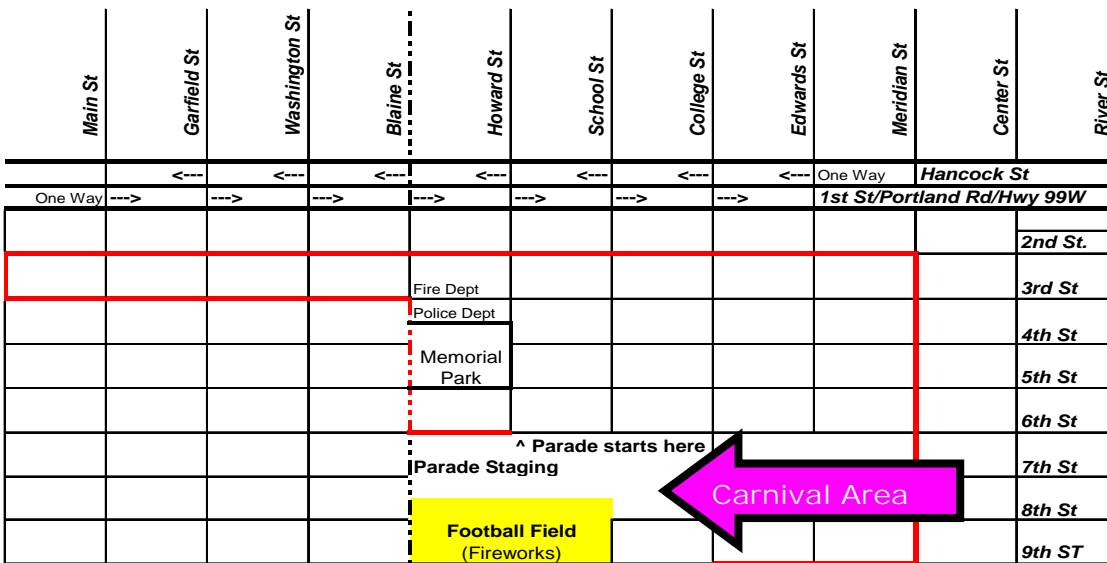 Main St
Garfield St
Washington St
Blaine St
Howard St
School St
College St
Edwards St
Meridian St
Center St
River St
<--- <--- <--- <--- <--- <--- <--- One Way Hancock St
One Way ---> ---> ---> ---> ---> ---> ---> 1st St/Portland Rd/Hwy 99W
2nd St.
Fire Dept 3rd St
Police Dept
4th St
Memorial
Park 5th St
6th St
^ Parade starts here
Parade Staging 7th St
Carnival Area
8th St
Football Field
(Fireworks) 9th ST